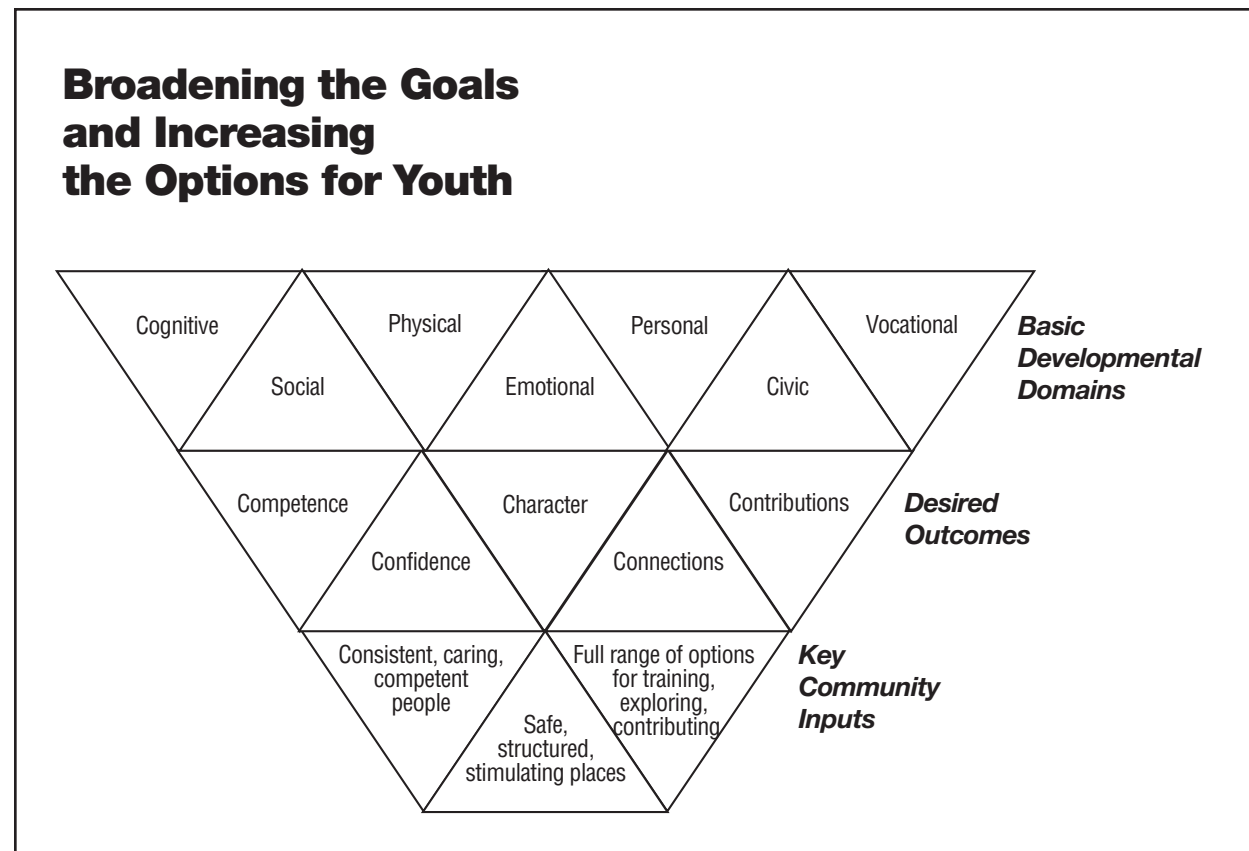 Broadening the Goals
and Increasing
the Options for Youth
Cognitive
Social
Physical
Emotional
Personal
Civic
Vocational
Basic
Developmental
Domains
Competence
Confidence
Character
Connections
Contributions
Desired
Outcomes
Consistent, caring,
competent
people
Safe,
structured,
stimulating places
Full range of options
for training,
exploring,
contributing
Key
Community
Inputs